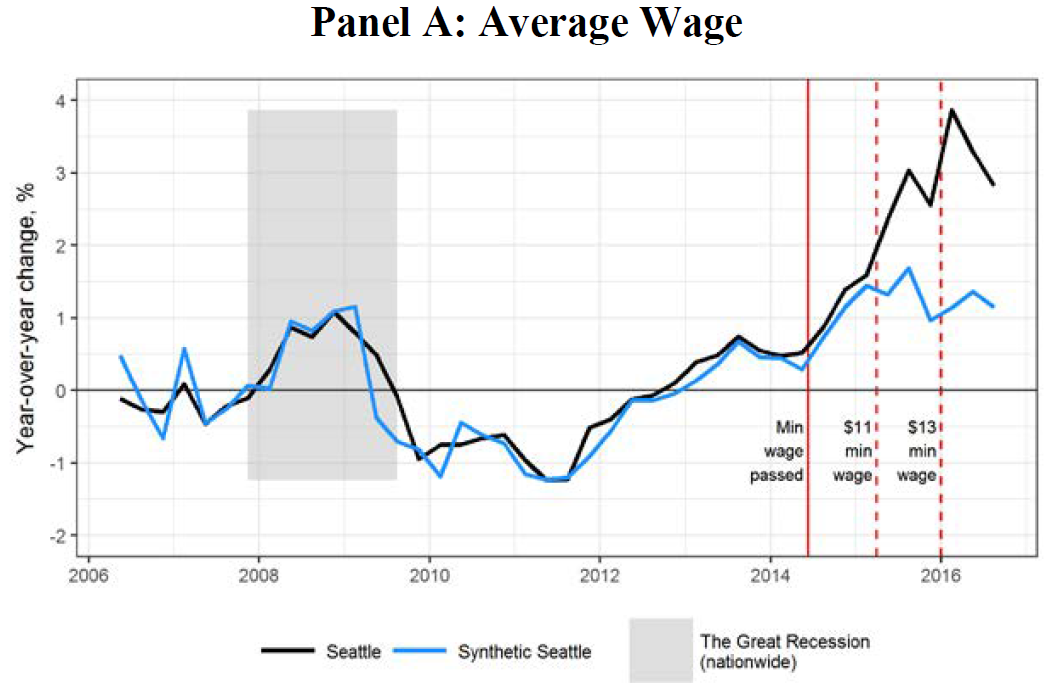 Panel A: Average Wage
Year-over-year change, %
4
3
2
1
0
-1
-2
Min
wage
passed
$11
min
wage
$13
min
wage
2006
2008
2010
2012
2014
2016
Seattle
Synthetic Seattle
The Great Recession
(nationwide)